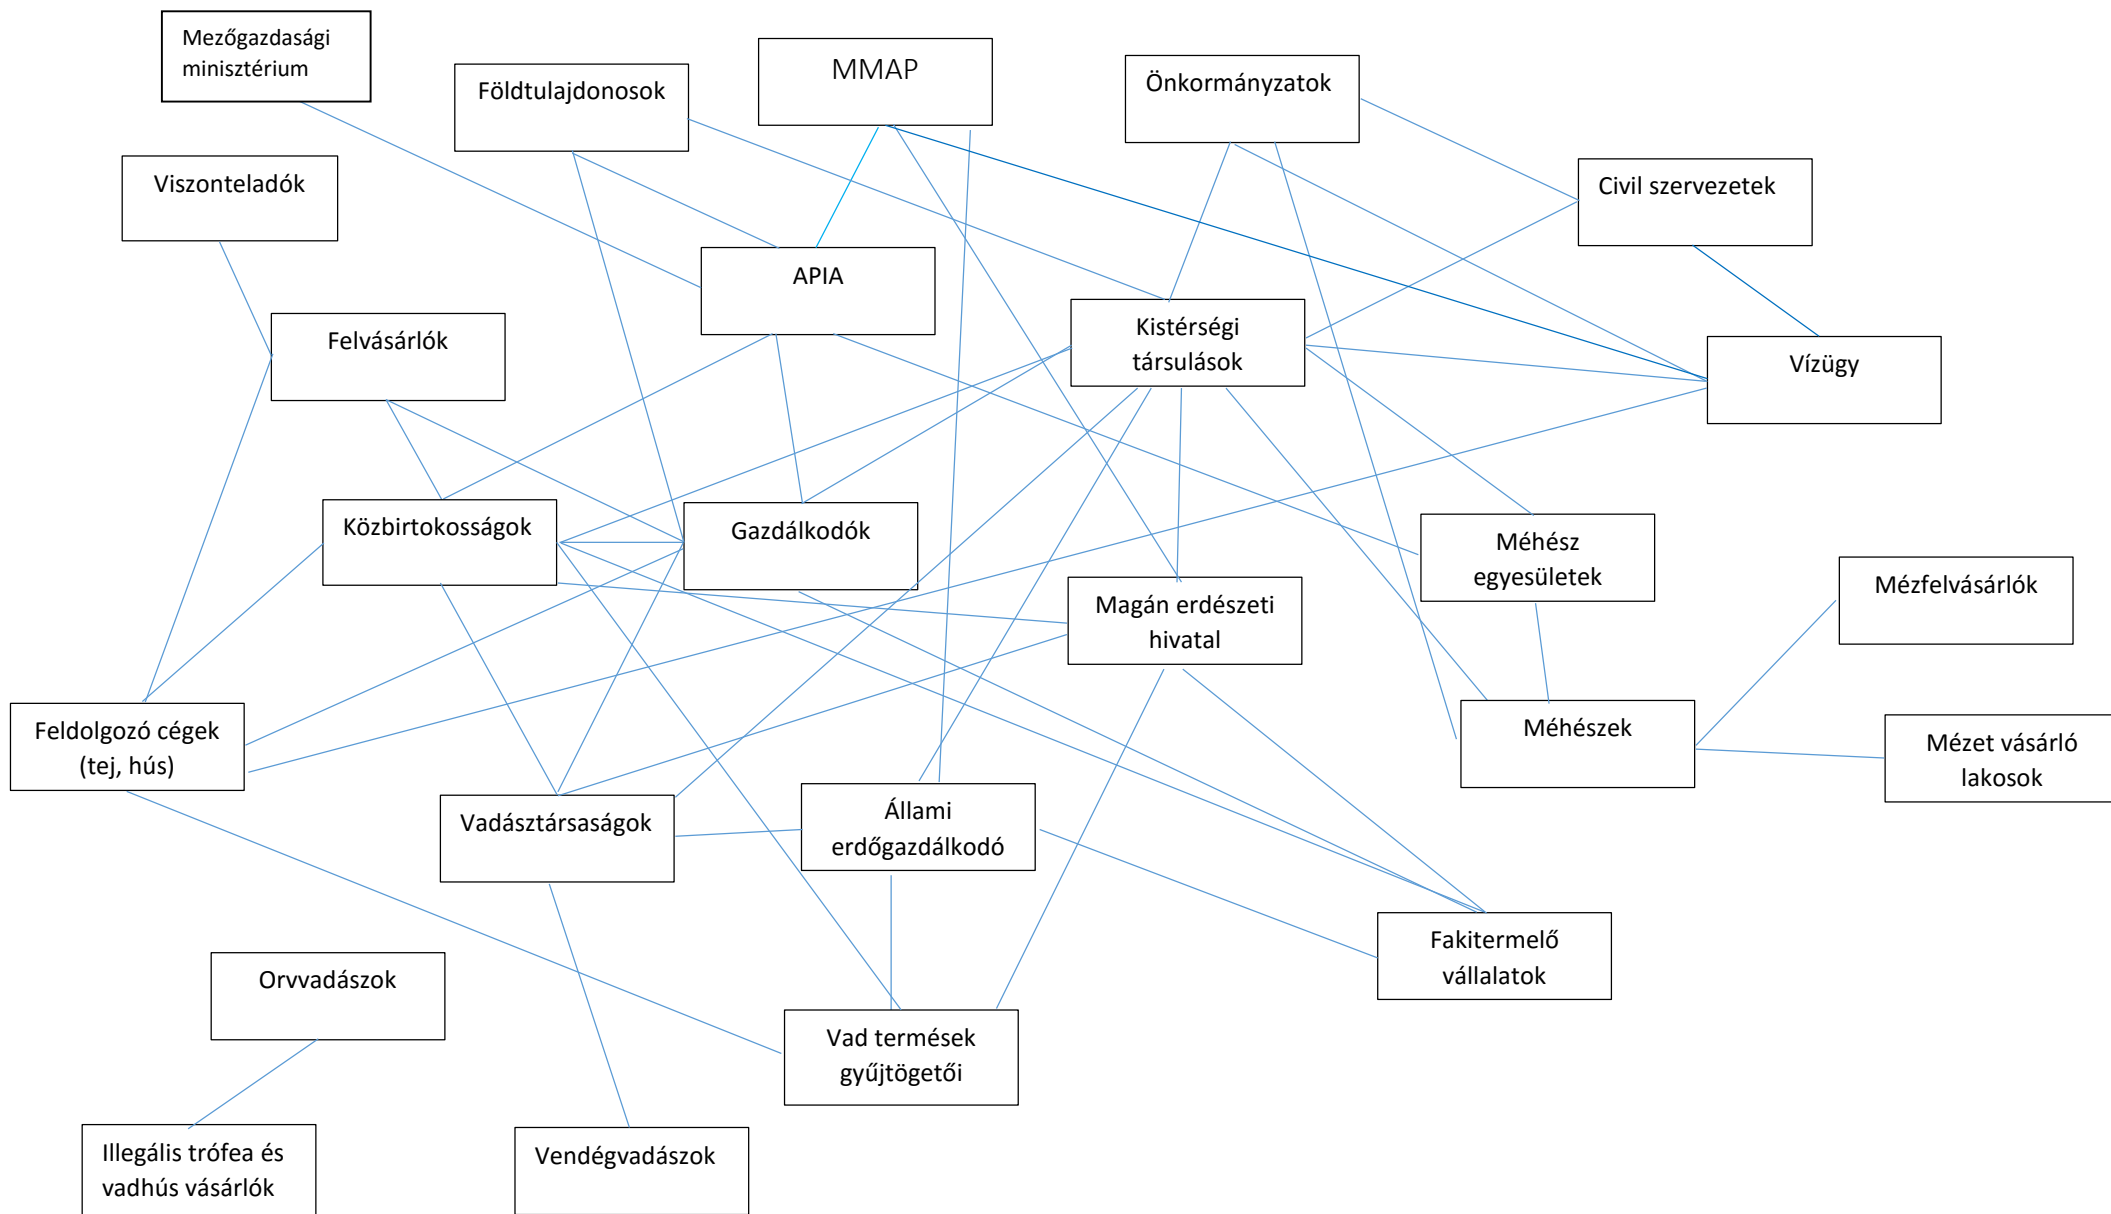 Mezőgazdasági
minisztérium
Földtulajdonosok
MMAP
Önkormányzatok
Viszonteladók
Civil szervezetek
APIA
Felvásárlók
Kistérségi
társulások
Vízügy
Közbirtokosságok
Gazdálkodók
Méhész
egyesületek
Mézfelvásárlók
Magán erdészeti
hivatal
Feldolgozó cégek
(tej, hús)
Méhészek
Mézet vásárló
lakosok
Vadásztársaságok
Állami
erdőgazdálkodó
Fakitermelő
vállalatok
Orvvadászok
Vad termések
gyűjtögetői
Illegális trófea és
vadhús vásárlók
Vendégvadászok